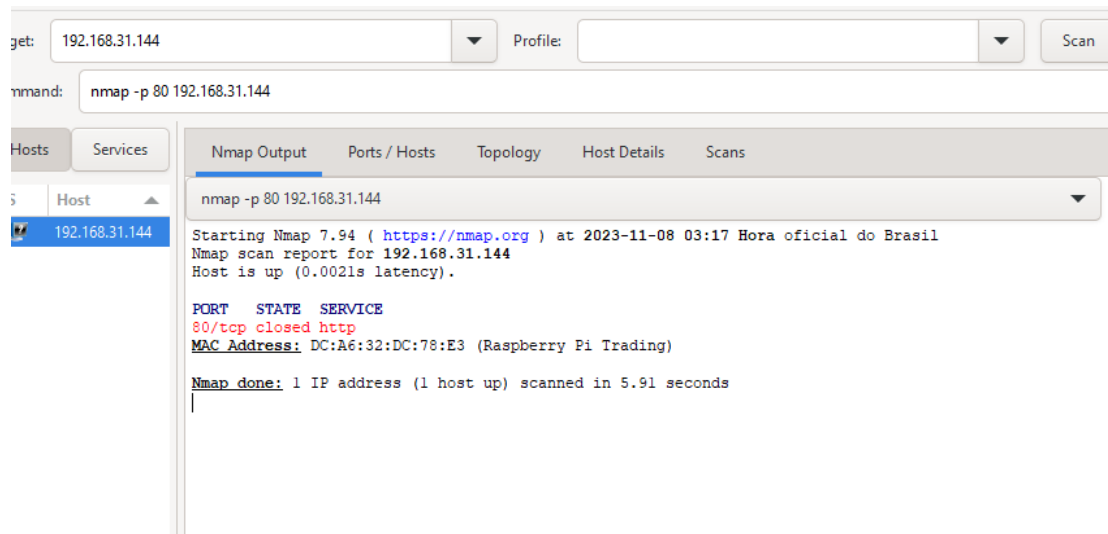 get: 192.168.31.144 Profile: Scan
mmand: nmap -p 80 192.168.31.144
Hosts Services Nmap Output Ports / Hosts Topology Host Details Scans
S Host nmap -p 80 192.168.31.144
192.168.31.144
Starting Nmap 7.94 ( https://nmap.org ) at 2023-11-08 03:17 Hora oficial do Brasil
Nmap scan report for 192.168.31.144
Host is up (0.0021s latency).
PORT STATE SERVICE
80/tcp closed http
MAC Address: DC:A6:32:DC:78:E3 (Raspberry Pi Trading)
Nmap done: 1 IP address (1 host up) scanned in 5.91 seconds